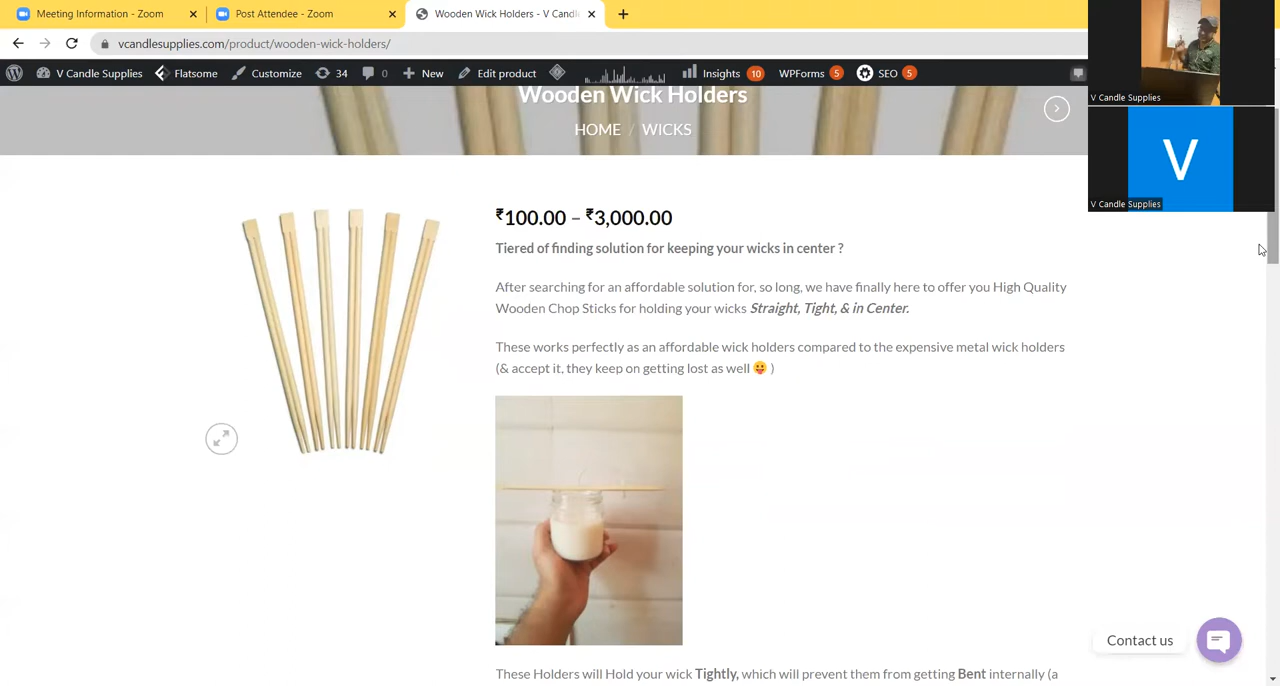 Meeting Information - Zoom
Post Attendee - Zoom
Wooden Wick Holders - V Candl
vcandlesupplies.com/product/wooden-wick-holders/
V Candle Supplies Flatsome Customize 34 0 New Edit product Insights 10 WPForms 5 SEO 5
V Candle Supplies
V
V Candle Supplies
Wooden Wick Holders
HOME / WICKS
₹100.00 – ₹3,000.00
Tiered of finding solution for keeping your wicks in center ?
After searching for an affordable solution for, so long, we have finally here to offer you High Quality
Wooden Chop Sticks for holding your wicks Straight, Tight, & in Center.
These works perfectly as an affordable wick holders compared to the expensive metal wick holders
(& accept it, they keep on getting lost as well 😛 )
These Holders will Hold your wick Tightly, which will prevent them from getting Bent internally (a
Contact us